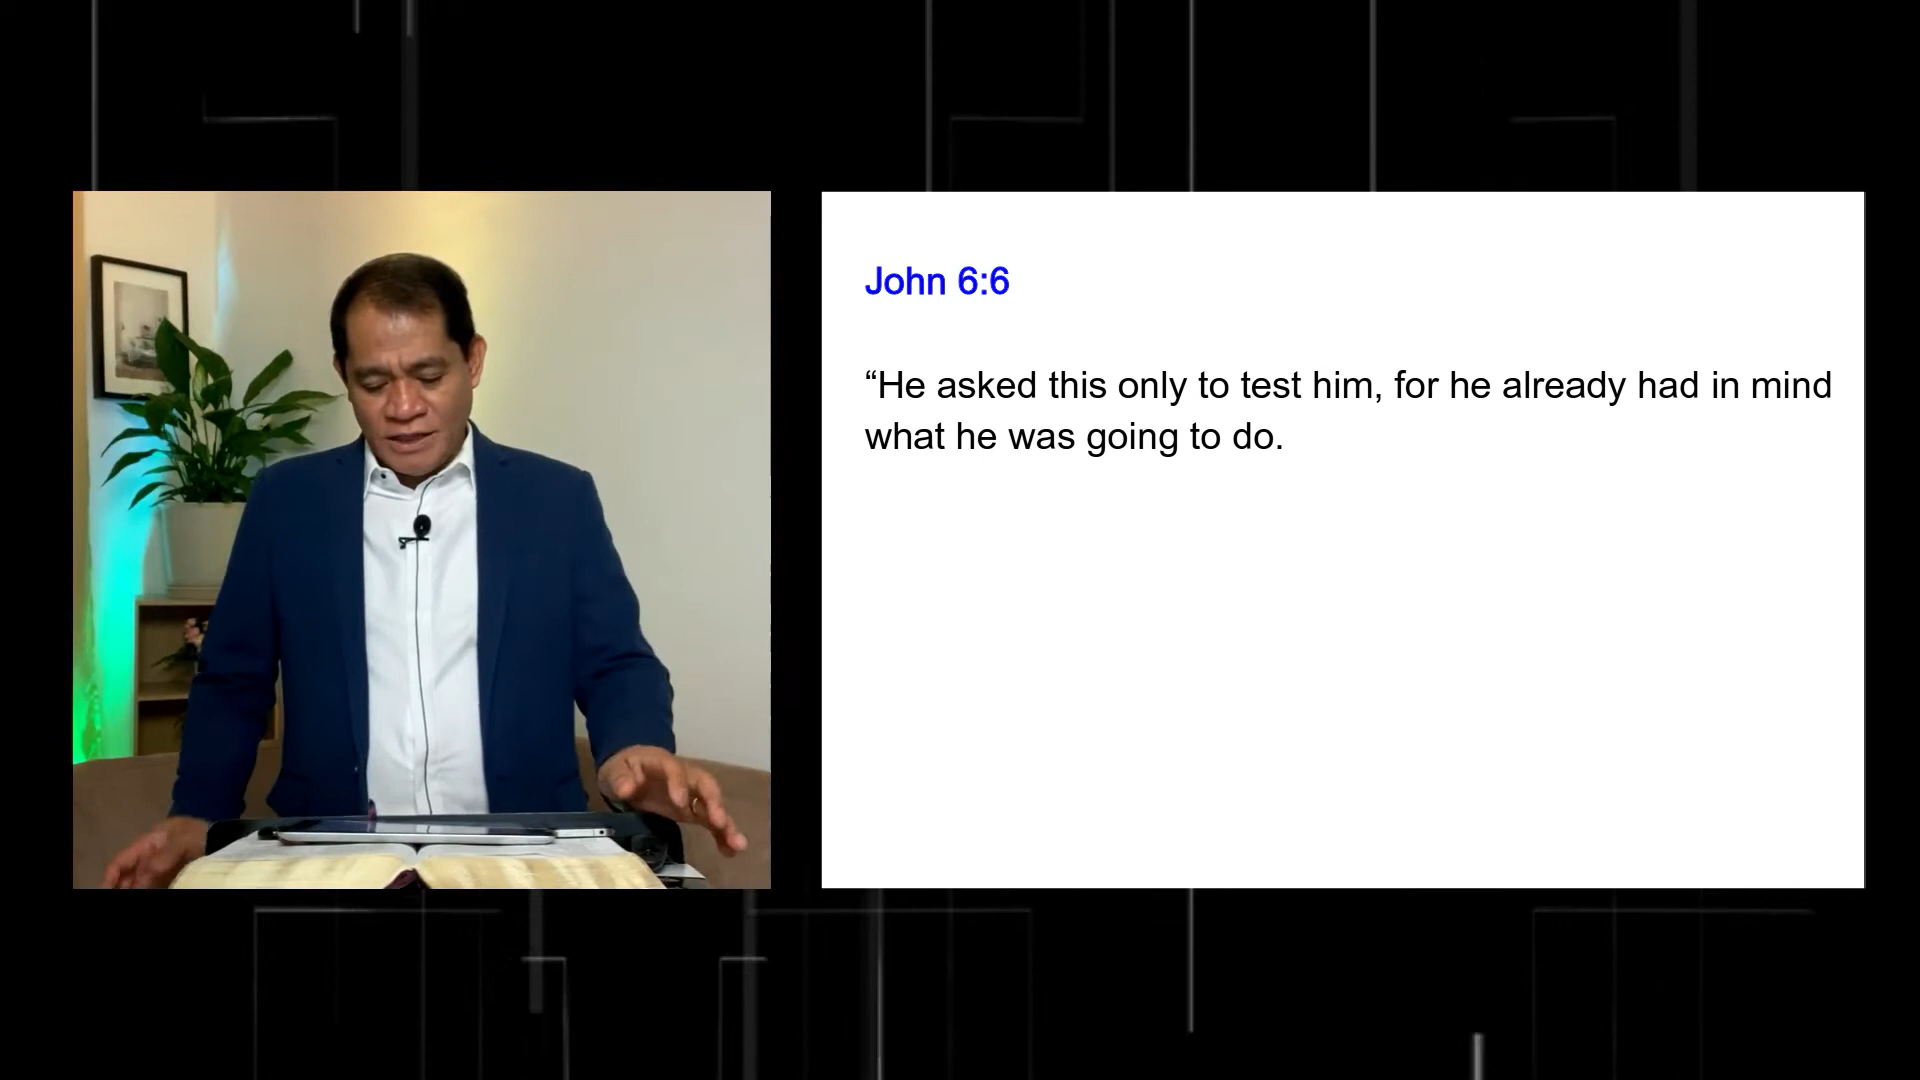 John 6:6
“He asked this only to test him, for he already had in mind
what he was going to do.